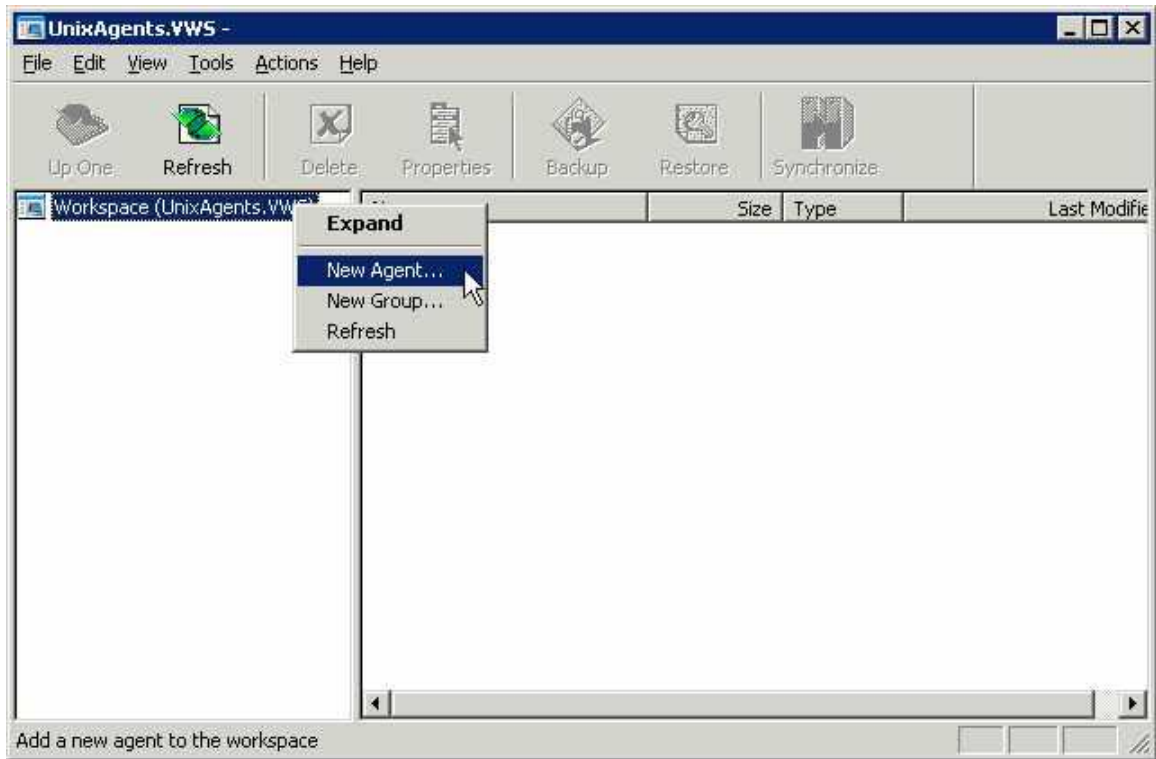 UnixAgents.VWS -
File Edit View Tools Actions Help
Up One Refresh Delete Properties Backup Restore Synchronize
Workspace (UnixAgents.VWS)
Size Type Last Modifie
Expand
New Agent...
New Group...
Refresh
Add a new agent to the workspace